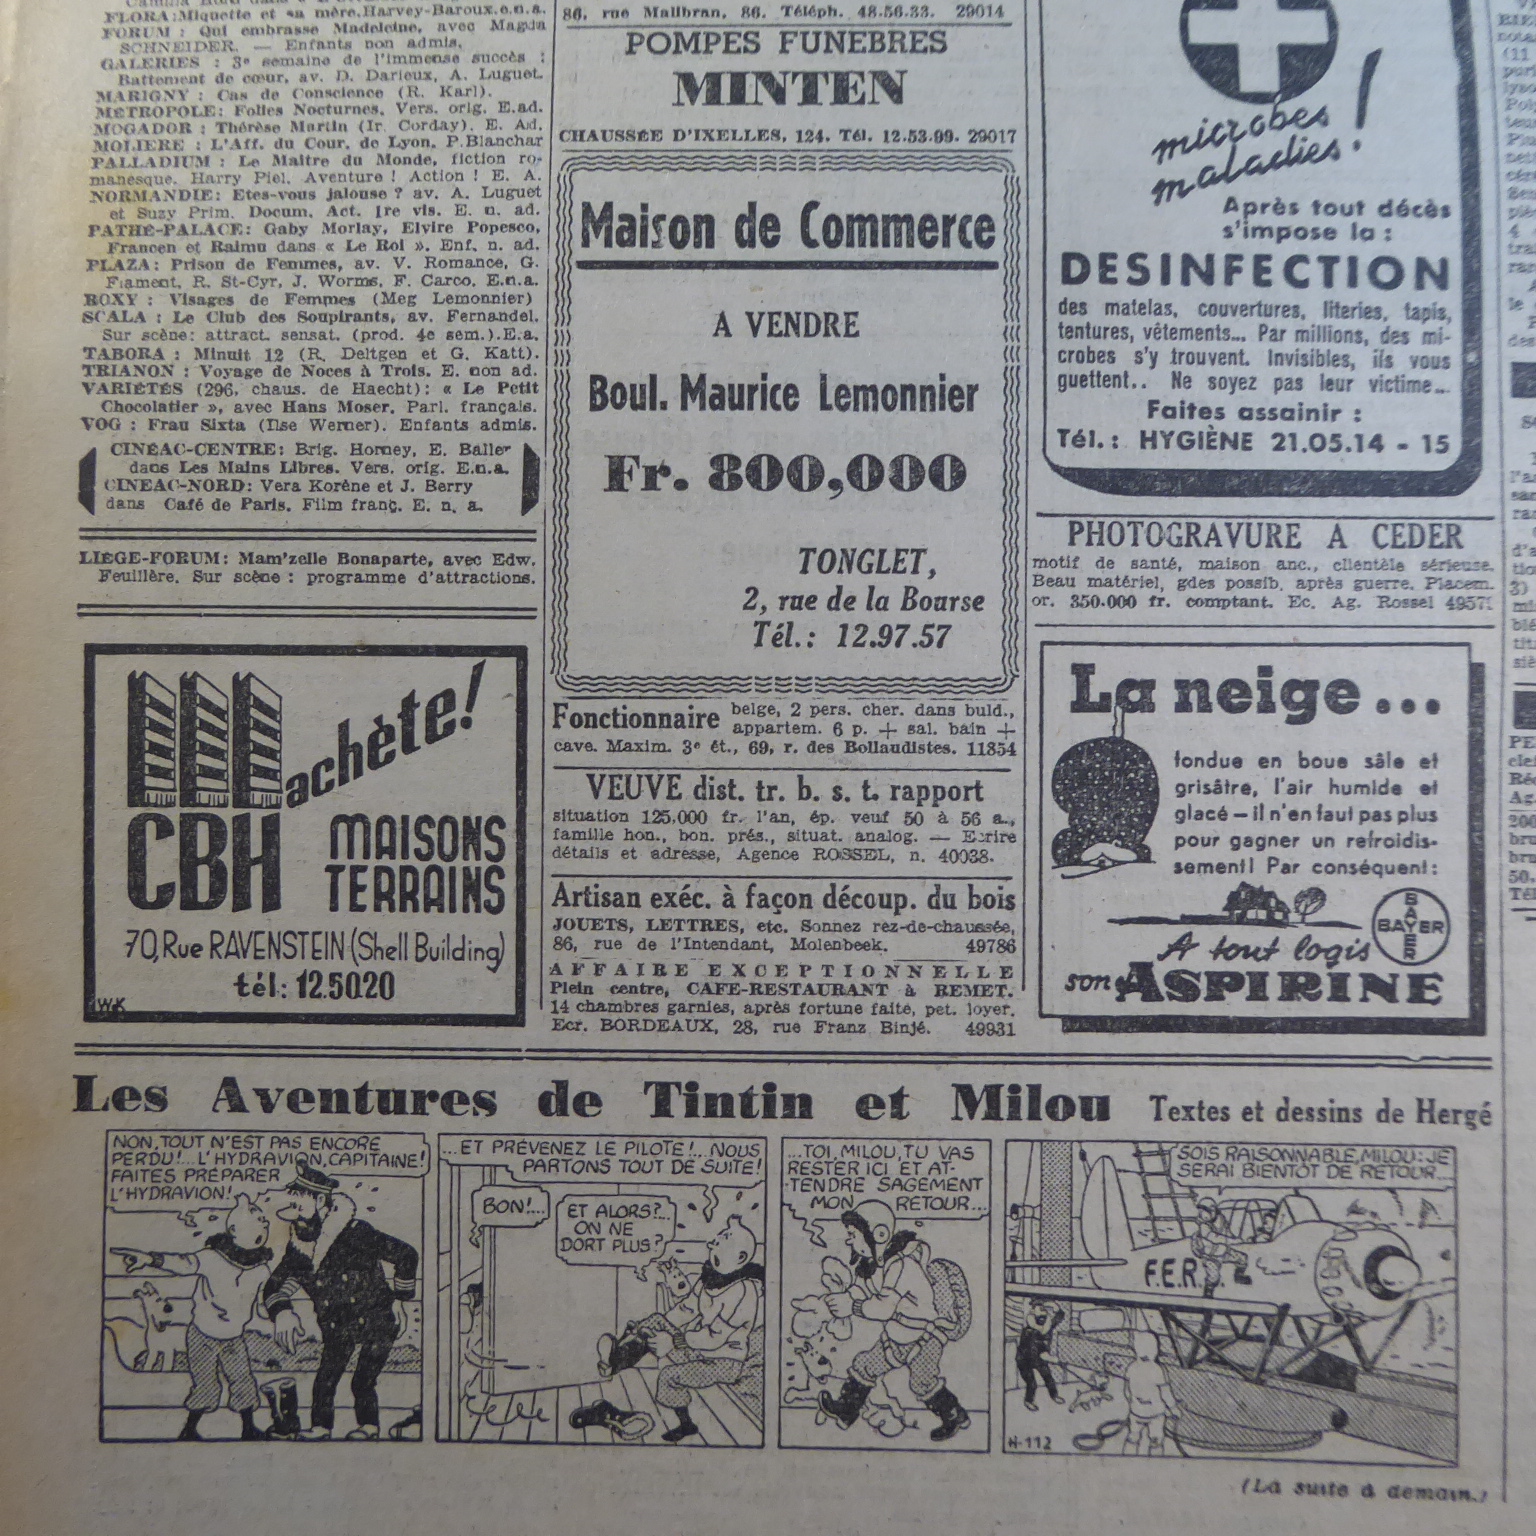 FLORA: Miquette et sa mère. Harvey-Baroux. e.n.a.
FORUM : Qui embrasse Madeleine, avec Magda
SCHNEIDER. — Enfants non admis.
GALERIES : 3e semaine de l'immense succès :
Battement de cœur, av. D. Darieux, A. Luguet.
MARIGNY : Cas de Conscience (R. Karl).
METROPOLE: Folies Nocturnes. Vers. orig. E.ad.
MOGADOR : Thérèse Martin (Ir. Corday). E. Ad.
MOLIERE : L'Aff. du Cour. de Lyon. P.Blanchar
PALLADIUM : Le Maître du Monde, fiction ro-
manesque. Harry Piel. Aventure ! Action ! E. A.
NORMANDIE: Etes-vous jalouse ? av. A. Luguet
et Suzy Prim. Docum. Act. 1re vis. E. n. ad.
PATHE-PALACE: Gaby Morlay, Elvire Popesco,
Francen et Raimu dans « Le Roi ». Enf. n. ad.
PLAZA: Prison de Femmes, av. V. Romance, G.
Flament, R. St-Cyr, J. Worms, F. Carco. E.n.a.
ROXY : Visages de Femmes (Meg Lemonnier)
SCALA : Le Club des Soupirants, av. Fernandel.
Sur scène: attract. sensat. (prod. 4e sem.).E.a.
TABORA : Minuit 12 (R. Deltgen et G. Katt).
TRIANON : Voyage de Noces à Trois. E. non ad.
VARIETES (296, chaus. de Haecht): « Le Petit
Chocolatier », avec Hans Moser. Parl. français.
VOG : Frau Sixta (Ilse Werner). Enfants admis.
CINEAC-CENTRE: Brig. Horney, E. Balser
dans Les Mains Libres. Vers. orig. E.n.a.
CINEAC-NORD: Vera Korène et J. Berry
dans Café de Paris. Film franç. E. n. a.
LIEGE-FORUM: Mam'zelle Bonaparte, avec Edw.
Feuillère. Sur scène : programme d'attractions.
achète!
CBH MAISONS
TERRAINS
70, Rue RAVENSTEIN (Shell Building)
tél: 12.50.20
WK
86, rue Malibran, 86. Téléph. 48.56.33. 29014
POMPES FUNEBRES
MINTEN
CHAUSSÉE D'IXELLES, 124. Tél. 12.53.99. 29017
Maison de Commerce
A VENDRE
Boul. Maurice Lemonnier
Fr. 800,000
TONGLET,
2, rue de la Bourse
Tél.: 12.97.57
Fonctionnaire belge, 2 pers. cher. dans buld.,
appartem. 6 p. + sal. bain +
cave. Maxim. 3e ét., 69, r. des Bollandistes. 11354
VEUVE dist. tr. b. s. t. rapport
situation 125.000 fr. l'an, ép. veuf 50 à 56 a.,
famille hon., bon. prés., situat. analog. — Ecrire
détails et adresse, Agence ROSSEL, n. 40038.
Artisan exéc. à façon découp. du bois
JOUETS, LETTRES, etc. Sonnez rez-de-chaussée,
86, rue de l'Intendant, Molenbeek. 49786
AFFAIRE EXCEPTIONNELLE
Plein centre, CAFE-RESTAURANT à REMET.
14 chambres garnies, après fortune faite, pet. loyer.
Ecr. BORDEAUX, 28, rue Franz Binjé. 49931
microbes
maladies!
Après tout décès
s'impose la :
DESINFECTION
des matelas, couvertures, literies, tapis,
tentures, vêtements... Par millions, des mi-
crobes s'y trouvent. Invisibles, ils vous
guettent.. Ne soyez pas leur victime...
Faites assainir :
Tél.: HYGIÈNE 21.05.14 - 15
PHOTOGRAVURE A CEDER
motif de santé, maison anc., clientèle sérieuse.
Beau matériel, gdes possib. après guerre. Placem.
or. 350.000 fr. comptant. Ec. Ag. Rossel 49571
La neige...
fondue en boue sâle et
grisâtre, l'air humide et
glacé — il n'en faut pas plus
pour gagner un refroidis-
sement! Par conséquent:
BAYER
BAYER
A tout logis
son ASPIRINE
Les Aventures de Tintin et Milou Textes et dessins de Hergé
NON, TOUT N'EST PAS ENCORE
PERDU!... L'HYDRAVION, CAPITAINE!
FAITES PRÉPARER
L'HYDRAVION!
...ET PRÉVENEZ LE PILOTE!...NOUS
PARTONS TOUT DE SUITE!
BON!...
ET ALORS?...
ON NE
DORT PLUS?
...TOI, MILOU, TU VAS
RESTER ICI ET AT-
-TENDRE SAGEMENT
MON RETOUR...
SOIS RAISONNABLE, MILOU: JE
SERAI BIENTÔT DE RETOUR...
F.E.R.
H-112
(La suite à demain.)